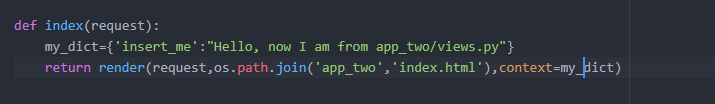 def index(request):
    my_dict={'insert_me':"Hello, now I am from app_two/views.py"}
    return render(request,os.path.join('app_two','index.html'),context=my_dict)